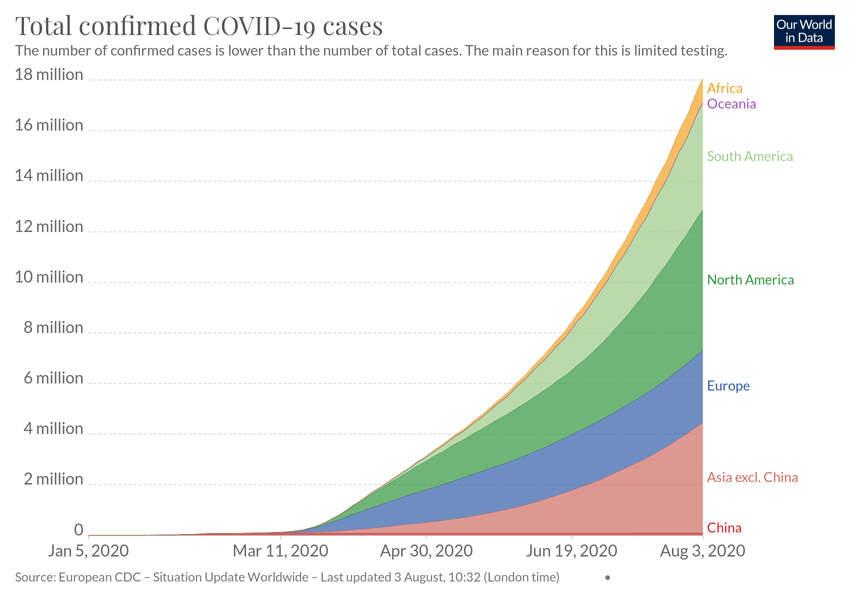 Total confirmed COVID-19 cases
Our World
in Data
The number of confirmed cases is lower than the number of total cases. The main reason for this is limited testing.
18 million
16 million
14 million
12 million
10 million
8 million
6 million
4 million
2 million
0
Africa
Oceania
South America
North America
Europe
Asia excl. China
China
Jan 5, 2020
Mar 11, 2020
Apr 30, 2020
Jun 19, 2020
Aug 3, 2020
Source: European CDC – Situation Update Worldwide – Last updated 3 August, 10:32 (London time)